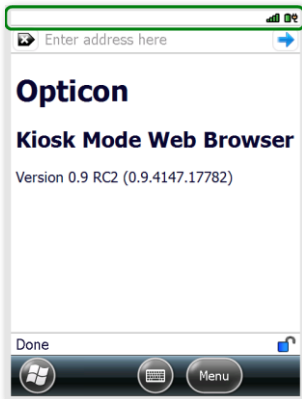 Enter address here
Opticon
Kiosk Mode Web Browser
Version 0.9 RC2 (0.9.4147.17782)
Done
Menu